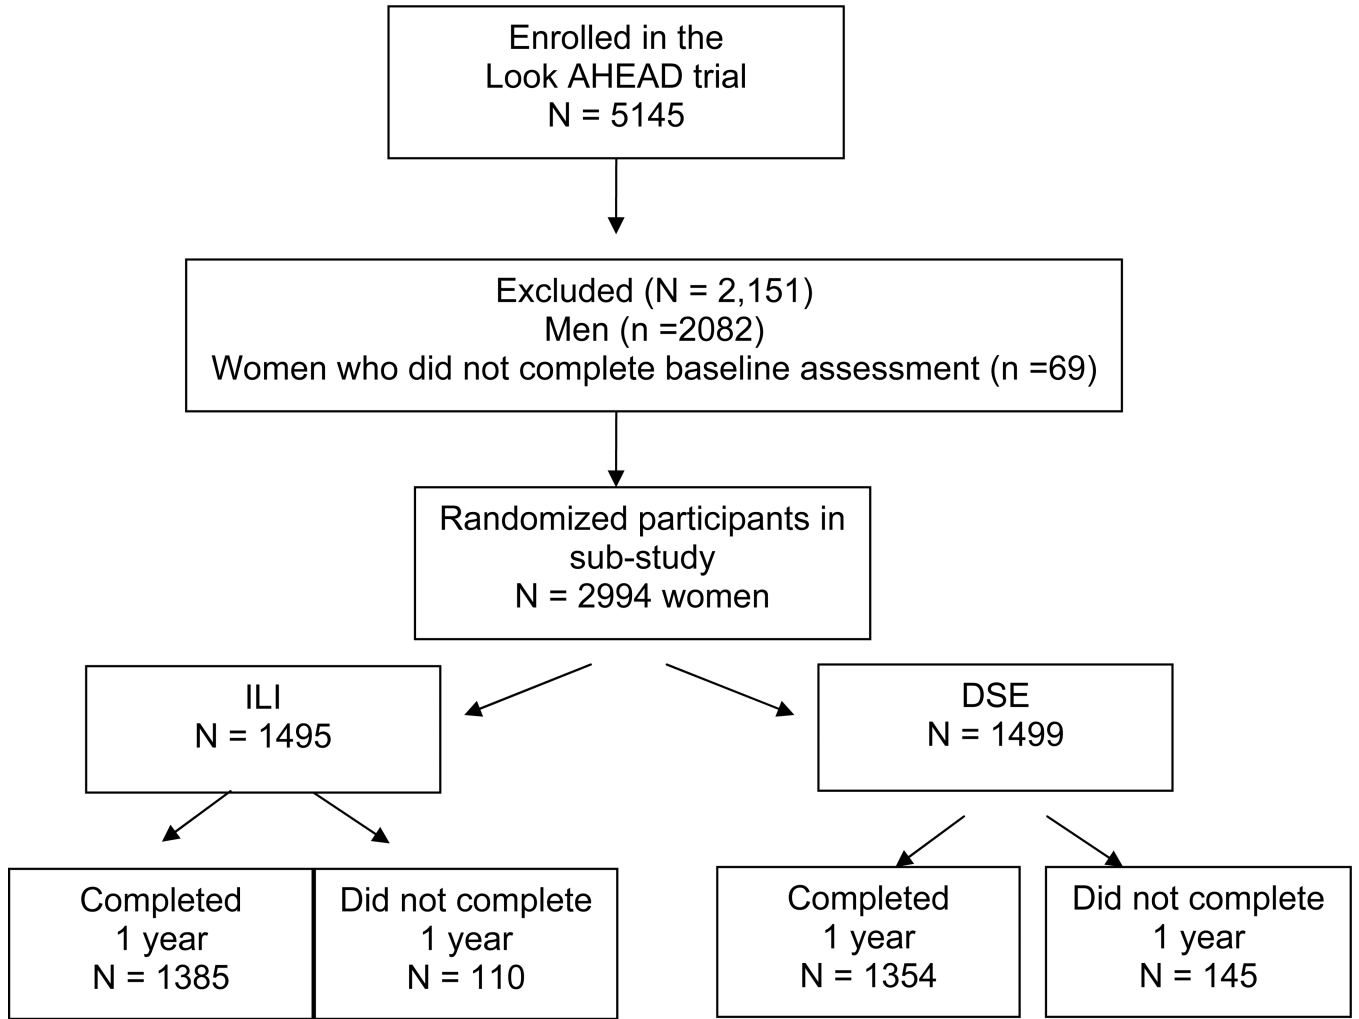 Enrolled in the
Look AHEAD trial
N = 5145
Excluded (N = 2,151)
Men (n =2082)
Women who did not complete baseline assessment (n =69)
Randomized participants in
sub-study
N = 2994 women
ILI
N = 1495
DSE
N = 1499
Completed
1 year
N = 1385
Did not complete
1 year
N = 110
Completed
1 year
N = 1354
Did not complete
1 year
N = 145